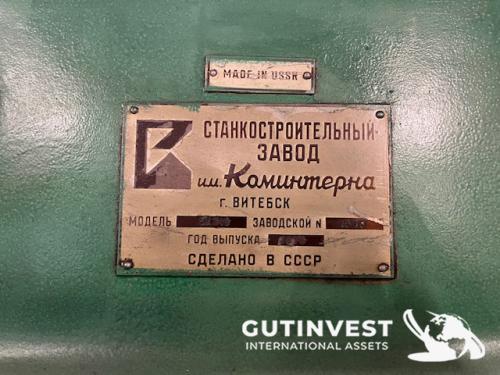 MADE IN USSR
СТАНКОСТРОИТЕЛЬНЫЙ
ЗАВОД
им. Коминтерна
г. ВИТЕБСК
МОДЕЛЬ ЗАВОДСКОЙ N
ГОД ВЫПУСКА
СДЕЛАНО В СССР
GUTINVEST
INTERNATIONAL ASSETS